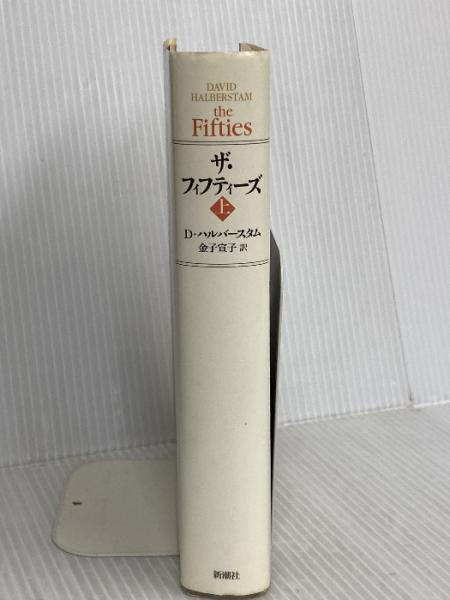 DAVID
HALBERSTAM
the
Fifties
ザ・
フィフティーズ
上
D・ハルバースタム
金子宣子 訳
新潮社